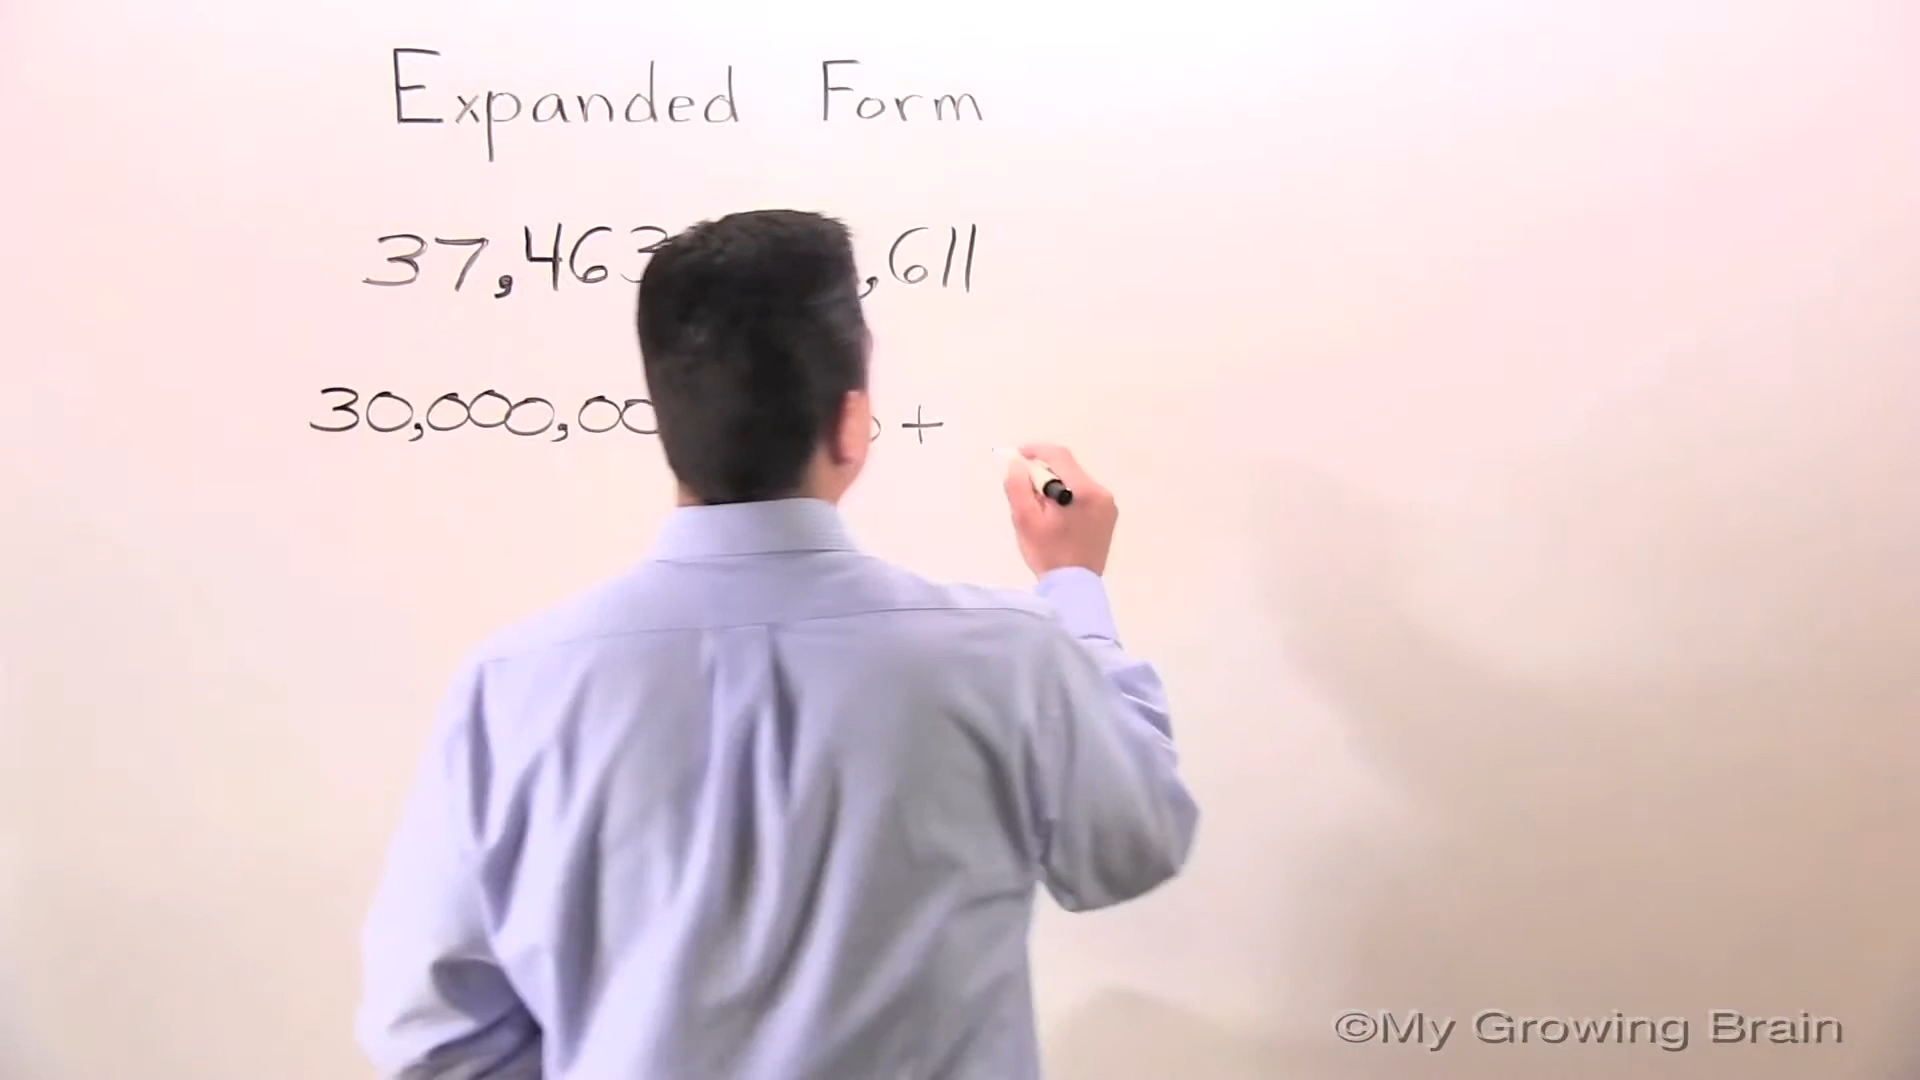 Expanded Form
37,463 ,611
30,000,00 +
©My Growing Brain